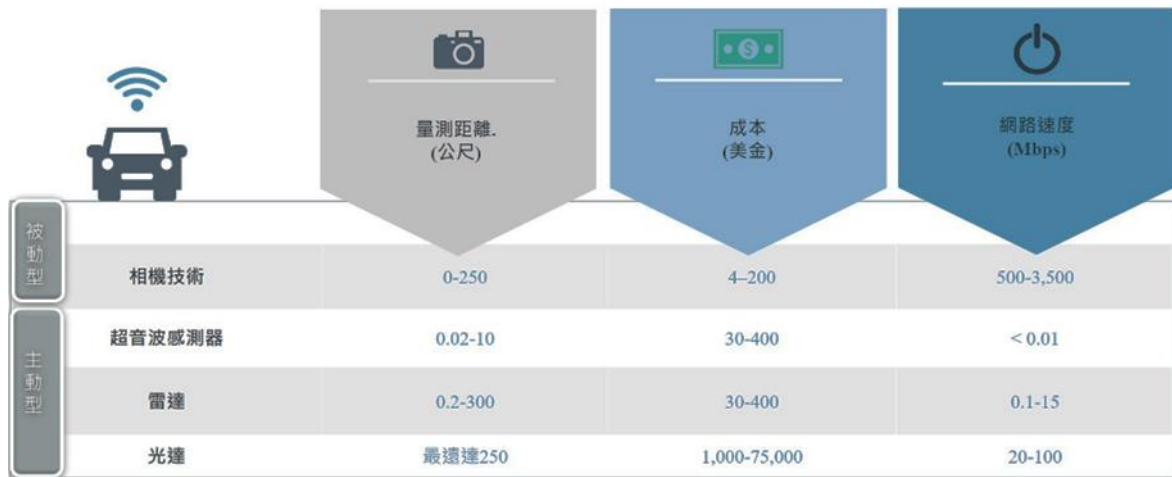 量測距離.
(公尺)
成本
(美金)
網路速度
(Mbps)
被動型
相機技術 0-250 4–200 500-3,500
主動型
超音波感測器 0.02-10 30-400 < 0.01
雷達 0.2-300 30-400 0.1-15
光達 最遠達250 1,000-75,000 20-100